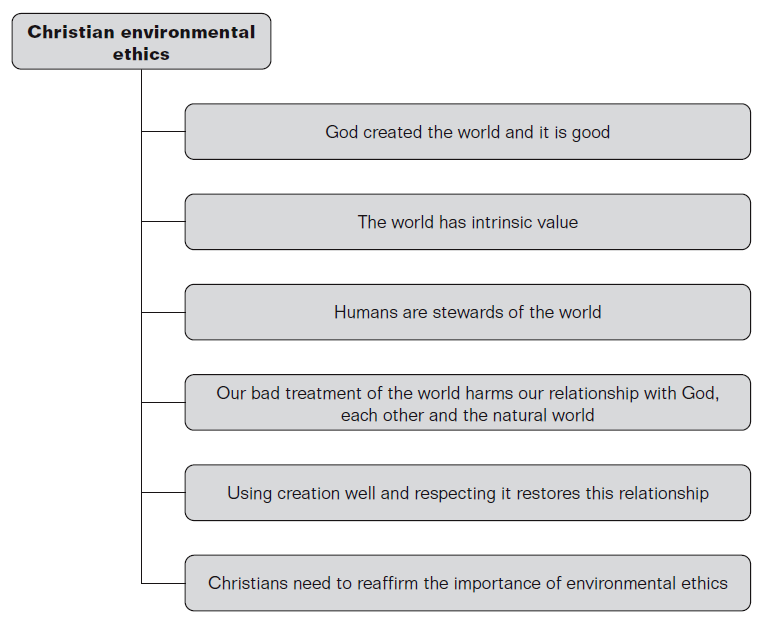 Christian environmental
ethics
God created the world and it is good
The world has intrinsic value
Humans are stewards of the world
Our bad treatment of the world harms our relationship with God,
each other and the natural world
Using creation well and respecting it restores this relationship
Christians need to reaffirm the importance of environmental ethics